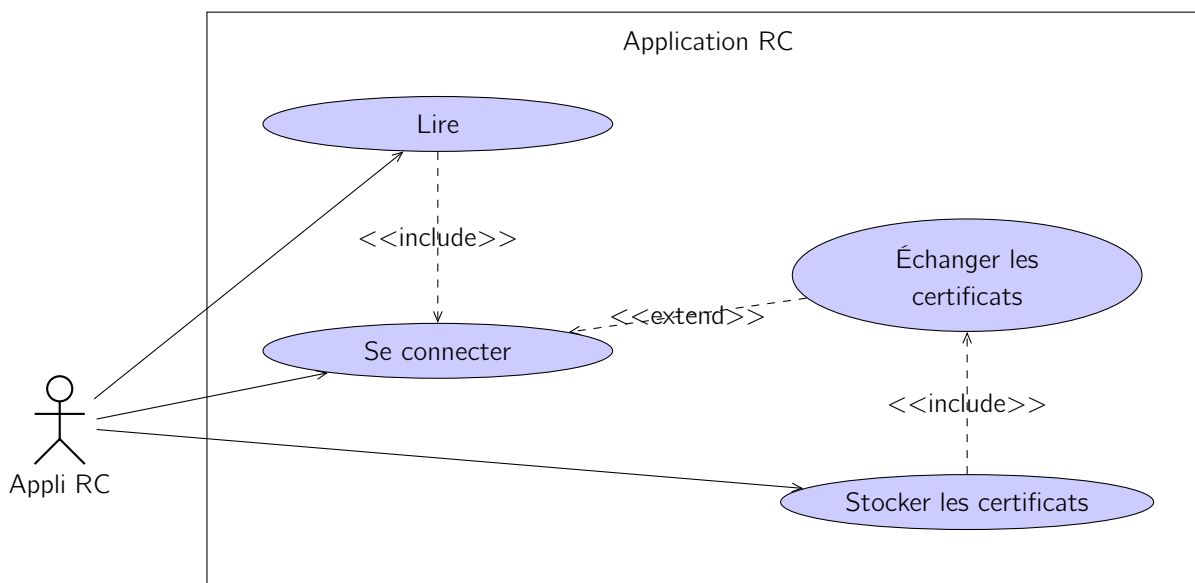 Application RC
Lire
<<include>>
Échanger les
certificats
<<extend>>
Se connecter
<<include>>
Appli RC
Stocker les certificats